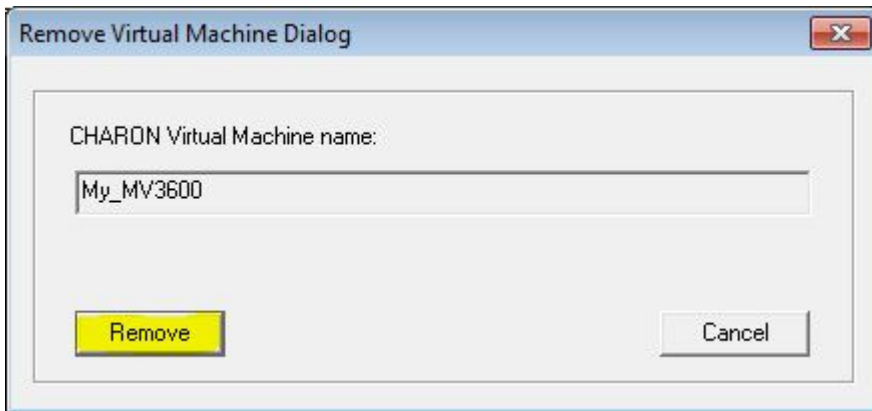 Remove Virtual Machine Dialog
CHARON Virtual Machine name:
My_MV3600
Remove
Cancel